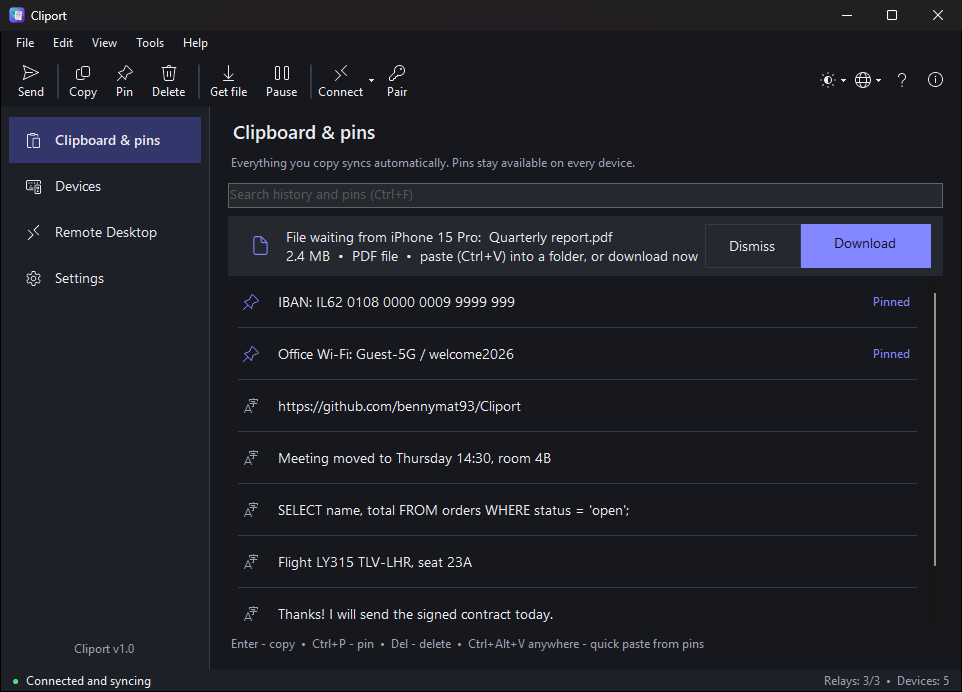 Cliport
File Edit View Tools Help
Send Copy Pin Delete Get file Pause Connect Pair
Clipboard & pins
Devices
Remote Desktop
Settings
Cliport v1.0
Clipboard & pins
Everything you copy syncs automatically. Pins stay available on every device.
Search history and pins (Ctrl+F)
File waiting from iPhone 15 Pro: Quarterly report.pdf
2.4 MB • PDF file • paste (Ctrl+V) into a folder, or download now
Dismiss Download
IBAN: IL62 0108 0000 0009 9999 999 Pinned
Office Wi-Fi: Guest-5G / welcome2026 Pinned
https://github.com/bennymat93/Cliport
Meeting moved to Thursday 14:30, room 4B
SELECT name, total FROM orders WHERE status = 'open';
Flight LY315 TLV-LHR, seat 23A
Thanks! I will send the signed contract today.
Enter - copy • Ctrl+P - pin • Del - delete • Ctrl+Alt+V anywhere - quick paste from pins
Connected and syncing Relays: 3/3 • Devices: 5